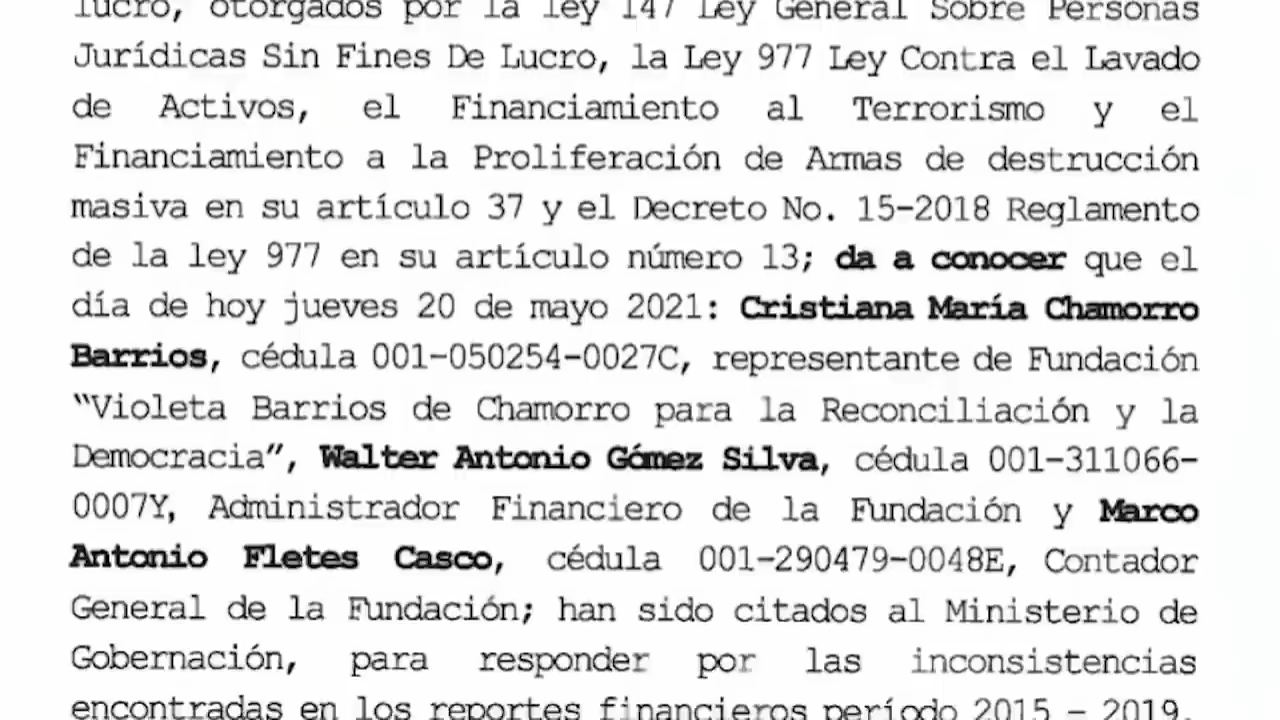 lucro, otorgados por la ley 147 Ley General Sobre Personas
Jurídicas Sin Fines De Lucro, la Ley 977 Ley Contra el Lavado
de Activos, el Financiamiento al Terrorismo y el
Financiamiento a la Proliferación de Armas de destrucción
masiva en su artículo 37 y el Decreto No. 15-2018 Reglamento
de la ley 977 en su artículo número 13; da a conocer que el
día de hoy jueves 20 de mayo 2021: Cristiana María Chamorro
Barrios, cédula 001-050254-0027C, representante de Fundación
"Violeta Barrios de Chamorro para la Reconciliación y la
Democracia", Walter Antonio Gómez Silva, cédula 001-311066-
0007Y, Administrador Financiero de la Fundación y Marco
Antonio Fletes Casco, cédula 001-290479-0048E, Contador
General de la Fundación; han sido citados al Ministerio de
Gobernación, para responder por las inconsistencias
encontradas en los reportes financieros período 2015 - 2019.